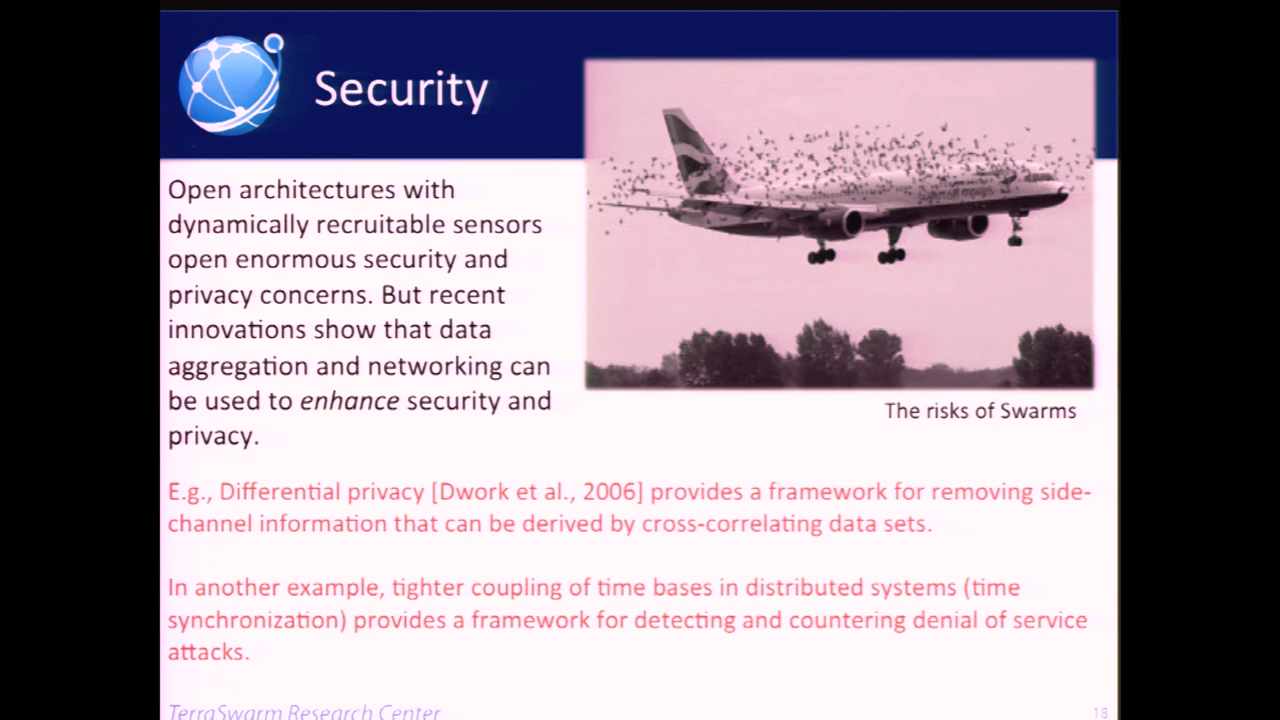 Security
Open architectures with
dynamically recruitable sensors
open enormous security and
privacy concerns. But recent
innovations show that data
aggregation and networking can
be used to enhance security and
privacy.
The risks of Swarms
E.g., Differential privacy [Dwork et al., 2006] provides a framework for removing side-
channel information that can be derived by cross-correlating data sets.
In another example, tighter coupling of time bases in distributed systems (time
synchronization) provides a framework for detecting and countering denial of service
attacks.
TerraSwarm Research Center
18